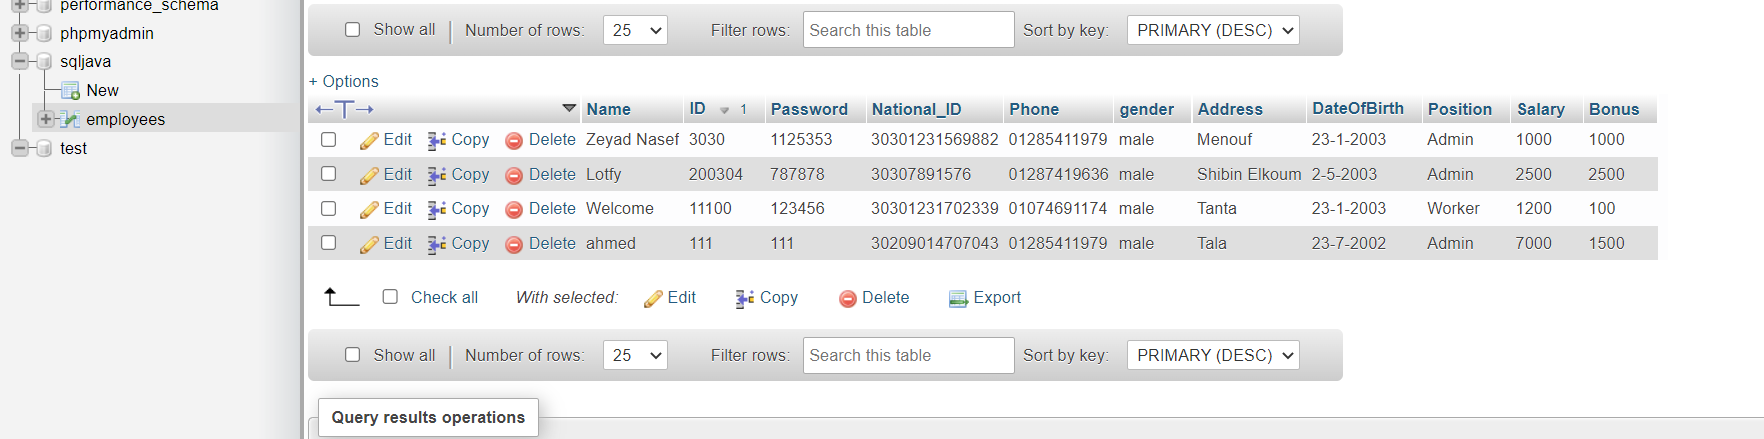 performance_schema
phpmyadmin
sqljava
New
employees
test
Show all Number of rows: 25 Filter rows: Search this table Sort by key: PRIMARY (DESC)
+ Options
Name ID 1 Password National_ID Phone gender Address DateOfBirth Position Salary Bonus
Edit Copy Delete Zeyad Nasef 3030 1125353 30301231569882 01285411979 male Menouf 23-1-2003 Admin 1000 1000
Edit Copy Delete Lotfy 200304 787878 30307891576 01287419636 male Shibin Elkoum 2-5-2003 Admin 2500 2500
Edit Copy Delete Welcome 11100 123456 30301231702339 01074691174 male Tanta 23-1-2003 Worker 1200 100
Edit Copy Delete ahmed 111 111 30209014707043 01285411979 male Tala 23-7-2002 Admin 7000 1500
Check all With selected: Edit Copy Delete Export
Show all Number of rows: 25 Filter rows: Search this table Sort by key: PRIMARY (DESC)
Query results operations